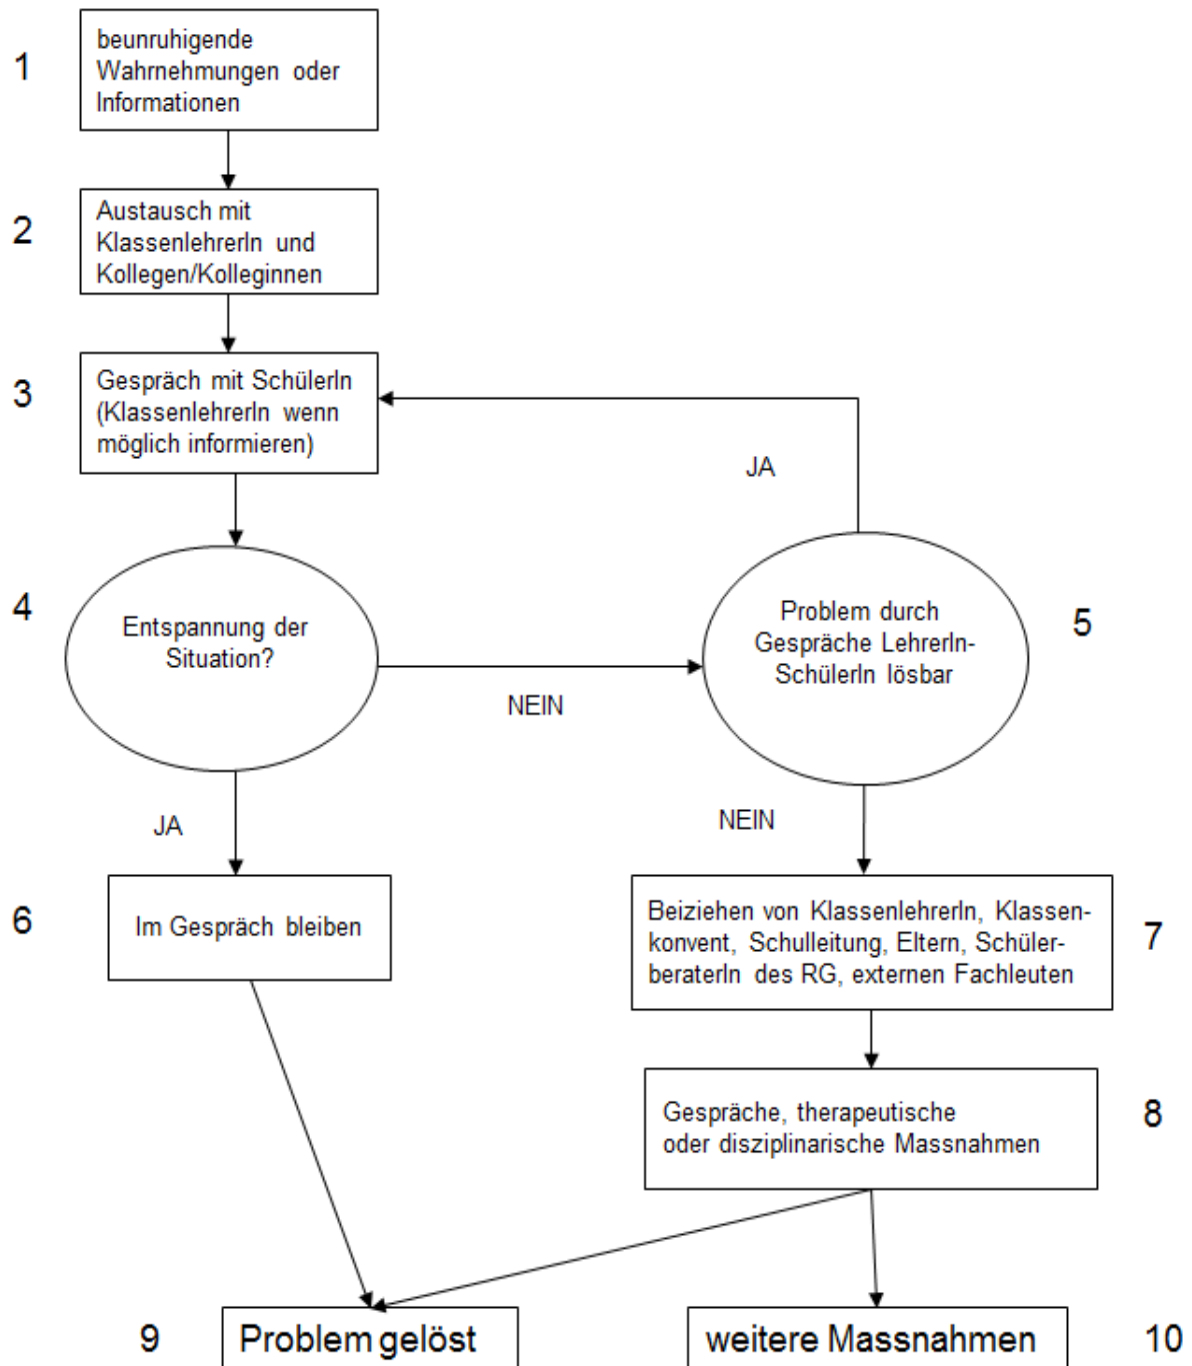 1
beunruhigende
Wahrnehmungen oder
Informationen
2
Austausch mit
KlassenlehrerIn und
Kollegen/Kolleginnen
3
Gespräch mit SchülerIn
(KlassenlehrerIn wenn
möglich informieren)
JA
4
Entspannung der
Situation?
NEIN
Problem durch
Gespräche LehrerIn-
SchülerIn lösbar
5
JA
NEIN
6
Im Gespräch bleiben
Beiziehen von KlassenlehrerIn, Klassen-
konvent, Schulleitung, Eltern, Schüler-
beraterIn des RG, externen Fachleuten
7
Gespräche, therapeutische
oder disziplinarische Massnahmen
8
9
Problem gelöst
weitere Massnahmen
10